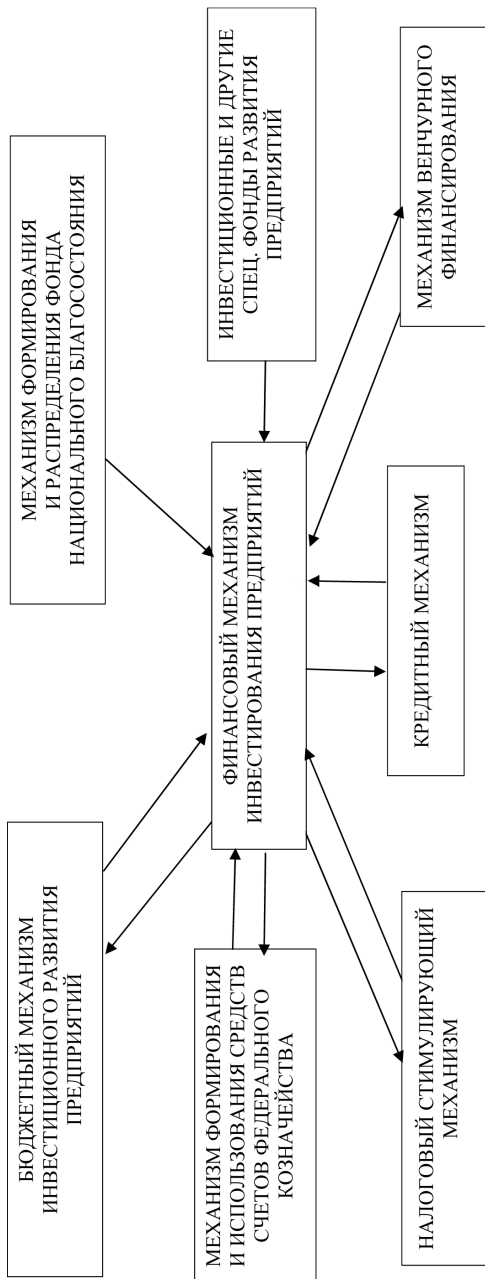 БЮДЖЕТНЫЙ МЕХАНИЗМ
ИНВЕСТИЦИОННОГО РАЗВИТИЯ
ПРЕДПРИЯТИЙ
МЕХАНИЗМ ФОРМИРОВАНИЯ
И РАСПРЕДЕЛЕНИЯ ФОНДА
НАЦИОНАЛЬНОГО БЛАГОСОСТОЯНИЯ
МЕХАНИЗМ ФОРМИРОВАНИЯ
И ИСПОЛЬЗОВАНИЯ СРЕДСТВ
СЧЕТОВ ФЕДЕРАЛЬНОГО
КОЗНАЧЕЙСТВА
ФИНАНСОВЫЙ МЕХАНИЗМ
ИНВЕСТИРОВАНИЯ ПРЕДПРИЯТИЙ
ИНВЕСТИЦИОННЫЕ И ДРУГИЕ
СПЕЦ. ФОНДЫ РАЗВИТИЯ
ПРЕДПРИЯТИЙ
НАЛОГОВЫЙ СТИМУЛИРУЮЩИЙ
МЕХАНИЗМ
КРЕДИТНЫЙ МЕХАНИЗМ
МЕХАНИЗМ ВЕНЧУРНОГО
ФИНАНСИРОВАНИЯ